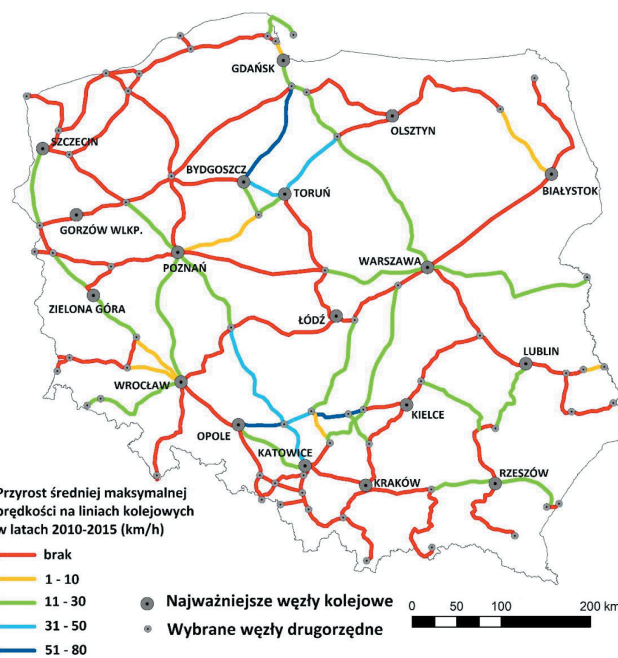 GDAŃSK
OLSZTYN
SZCZECIN
BYDGOSZCZ
TORUŃ
BIAŁYSTOK
GORZÓW WLKP.
POZNAŃ
WARSZAWA
ZIELONA GÓRA
ŁÓDŹ
LUBLIN
WROCŁAW
KIELCE
OPOLE
KATOWICE
KRAKÓW
RZESZÓW
Przyrost średniej maksymalnej
prędkości na liniach kolejowych
w latach 2010-2015 (km/h)
brak
1 - 10
11 - 30
31 - 50
51 - 80
Najważniejsze węzły kolejowe
Wybrane węzły drugorzędne
0 50 100 200 km